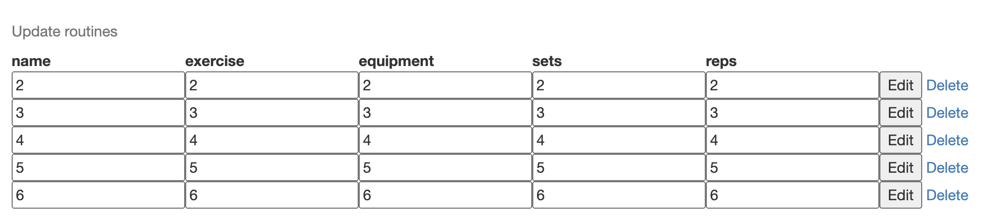 Update routines
name exercise equipment sets reps
2 2 2 2 2 Edit Delete
3 3 3 3 3 Edit Delete
4 4 4 4 4 Edit Delete
5 5 5 5 5 Edit Delete
6 6 6 6 6 Edit Delete